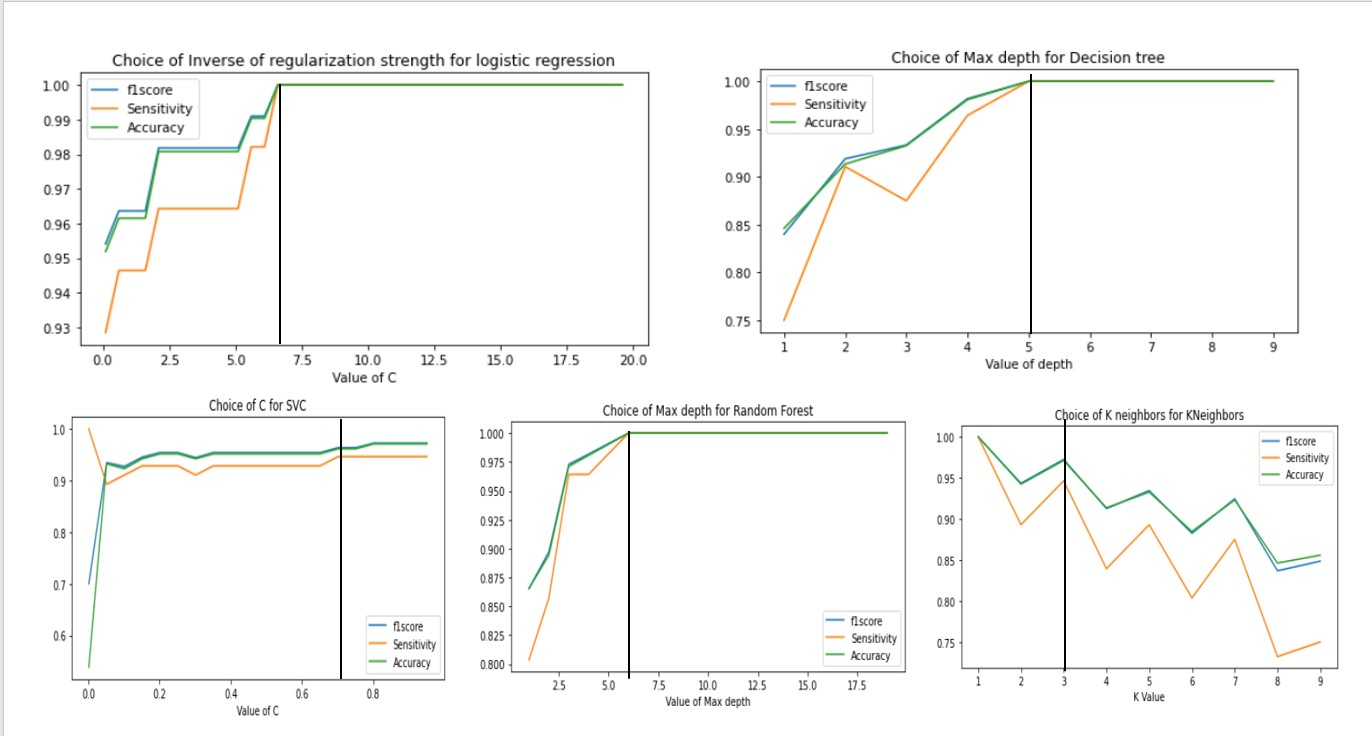 Choice of Inverse of regularization strength for logistic regression
f1score
Sensitivity
Accuracy
1.00
0.99
0.98
0.97
0.96
0.95
0.94
0.93
0.0 2.5 5.0 7.5 10.0 12.5 15.0 17.5 20.0
Value of C
Choice of Max depth for Decision tree
f1score
Sensitivity
Accuracy
1.00
0.95
0.90
0.85
0.80
0.75
1 2 3 4 5 6 7 8 9
Value of depth
Choice of C for SVC
1.0
0.9
0.8
0.7
0.6
f1score
Sensitivity
Accuracy
0.0 0.2 0.4 0.6 0.8
Value of C
Choice of Max depth for Random Forest
1.000
0.975
0.950
0.925
0.900
0.875
0.850
0.825
0.800
f1score
Sensitivity
Accuracy
2.5 5.0 7.5 10.0 12.5 15.0 17.5
Value of Max depth
Choice of K neighbors for KNeighbors
f1score
Sensitivity
Accuracy
1.00
0.95
0.90
0.85
0.80
0.75
1 2 3 4 5 6 7 8 9
K Value